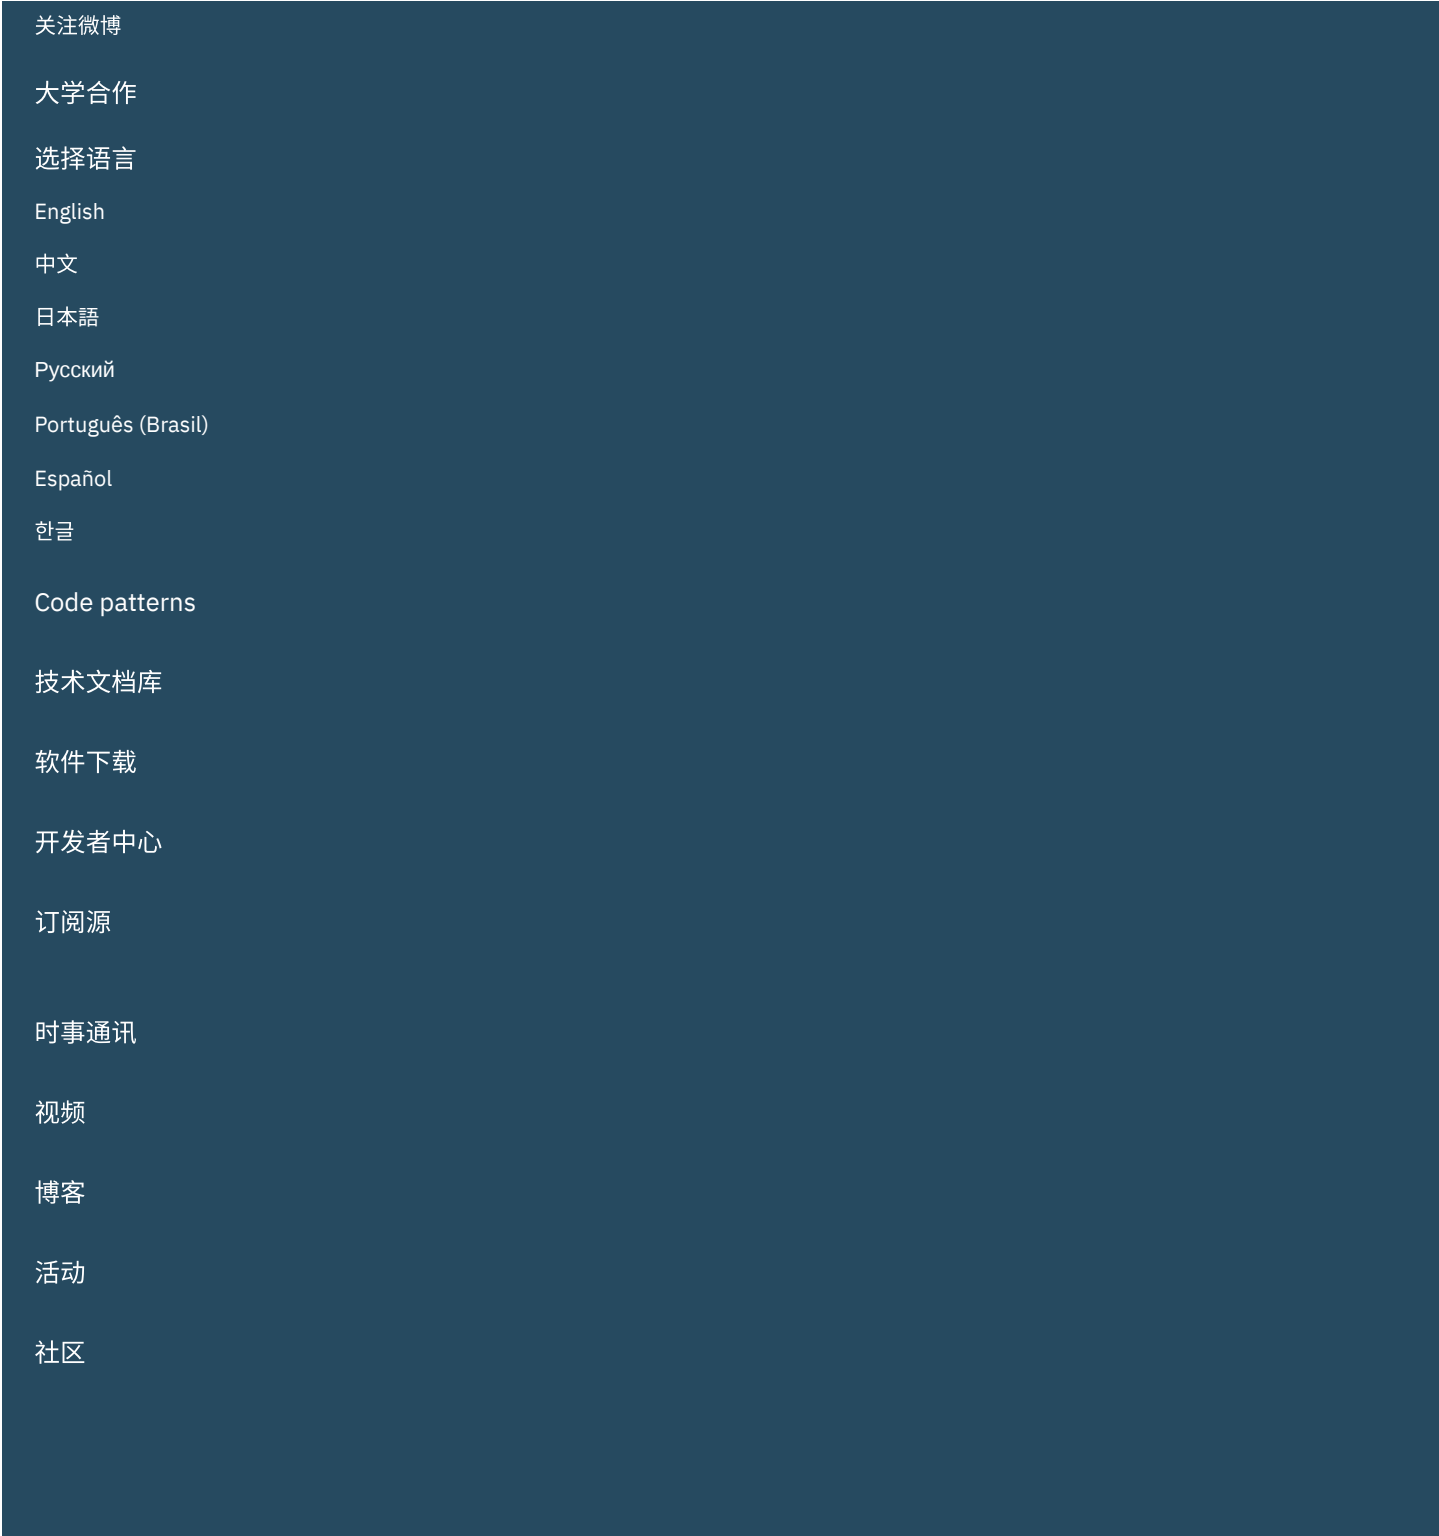 关注微博
大学合作
选择语言
English
中文
日本語
Русский
Português (Brasil)
Español
한글
Code patterns
技术文档库
软件下载
开发者中心
订阅源
时事通讯
视频
博客
活动
社区